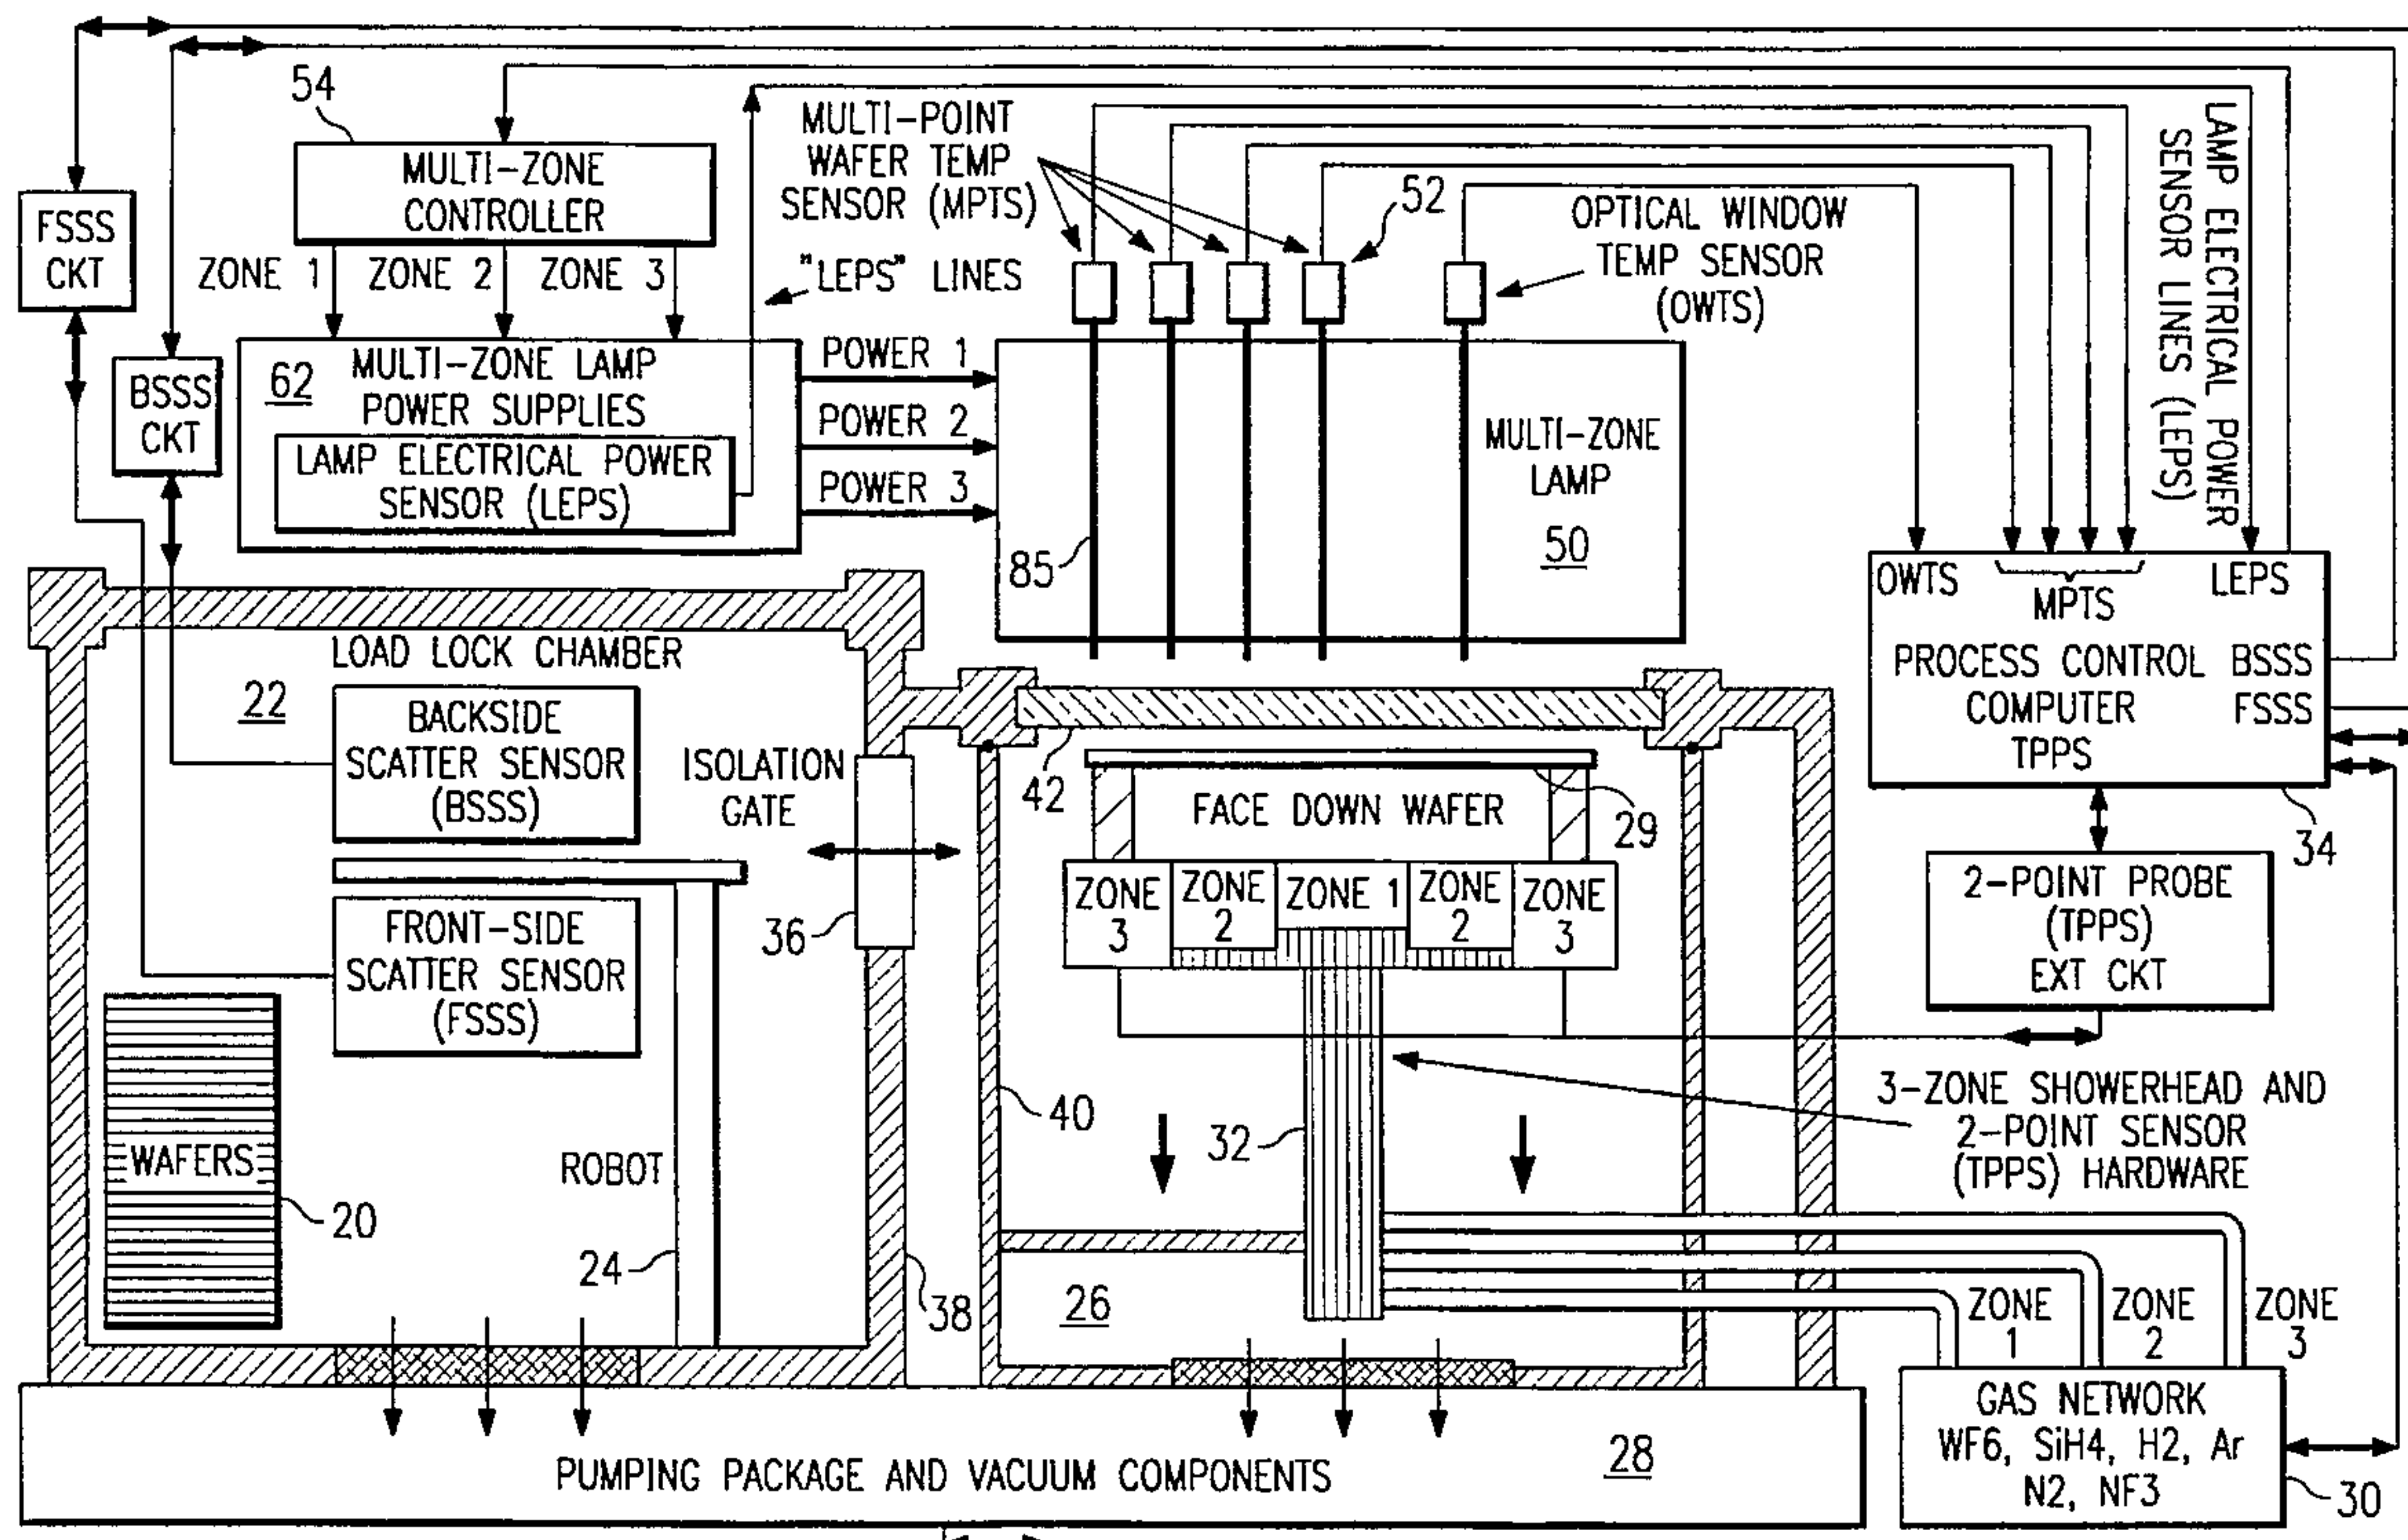 54
MULTI-ZONE
CONTROLLER
MULTI-POINT
WAFER TEMP
SENSOR (MPTS)
52
OPTICAL WINDOW
TEMP SENSOR
(OWTS)
LAMP ELECTRICAL POWER
SENSOR LINES (LEPS)
FSSS
CKT
ZONE 1
ZONE 2
ZONE 3
"LEPS" LINES
BSSS
CKT
62
MULTI-ZONE LAMP
POWER SUPPLIES
LAMP ELECTRICAL POWER
SENSOR (LEPS)
POWER 1
POWER 2
POWER 3
MULTI-ZONE
LAMP
50
85
OWTS
MPTS
LEPS
PROCESS CONTROL
COMPUTER
BSSS
FSSS
TPPS
34
LOAD LOCK CHAMBER
22
BACKSIDE
SCATTER SENSOR
(BSSS)
ISOLATION
GATE
36
FRONT-SIDE
SCATTER SENSOR
(FSSS)
WAFERS
20
ROBOT
24
38
42
FACE DOWN WAFER
29
ZONE
3
ZONE
2
ZONE 1
ZONE
2
ZONE
3
2-POINT PROBE
(TPPS)
EXT CKT
40
32
3-ZONE SHOWERHEAD AND
2-POINT SENSOR
(TPPS) HARDWARE
26
ZONE
1
ZONE
2
ZONE
3
GAS NETWORK
WF6, SiH4, H2, Ar
N2, NF3
30
PUMPING PACKAGE AND VACUUM COMPONENTS
28